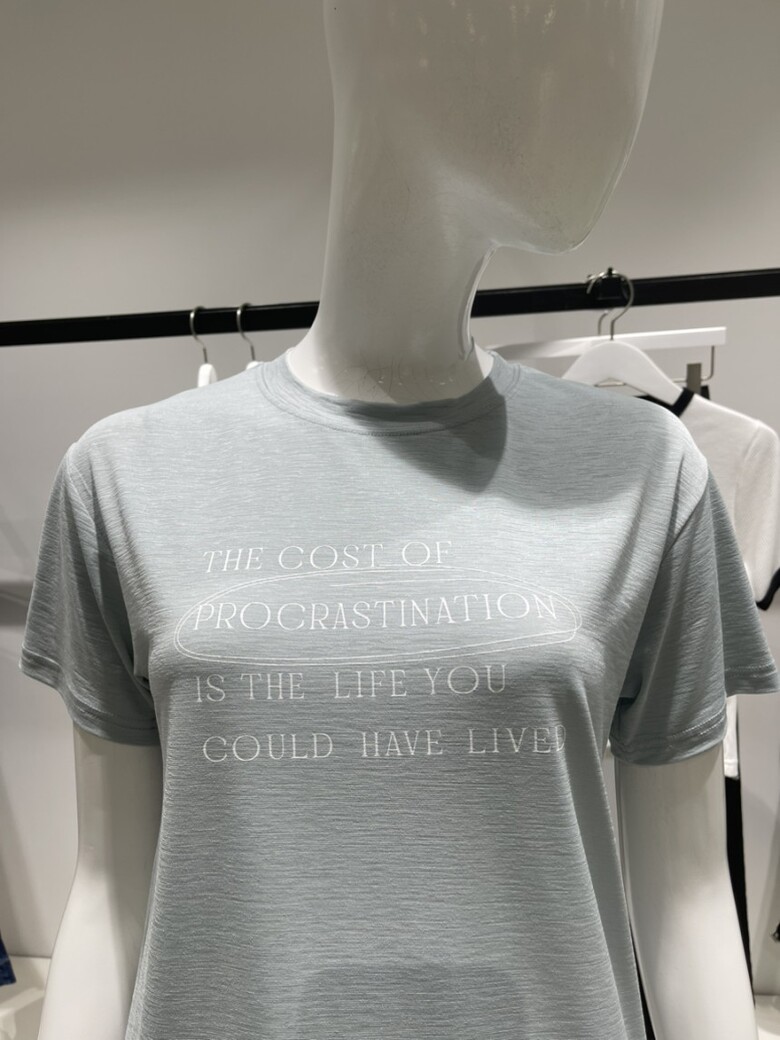 THE COST OF
PROCRASTINATION
IS THE LIFE YOU
COULD HAVE LIVED